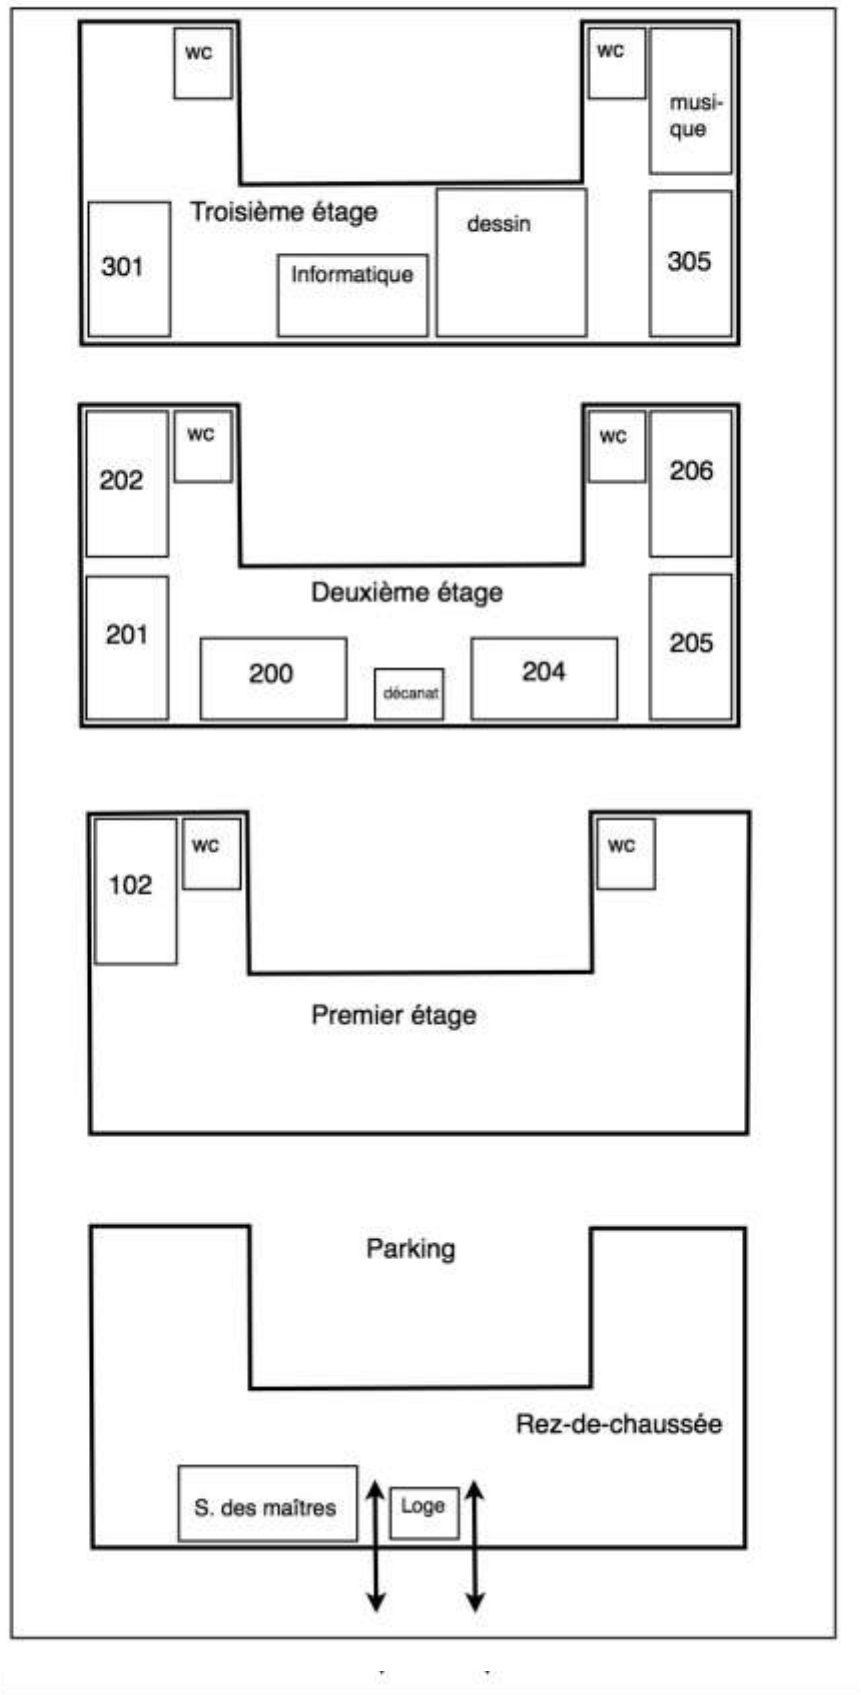 wc
wc
musi-
que
Troisième étage
dessin
301
Informatique
305
wc
wc
202
206
Deuxième étage
201
205
200
204
décanat
wc
wc
102
Premier étage
Parking
Rez-de-chaussée
S. des maîtres
Loge